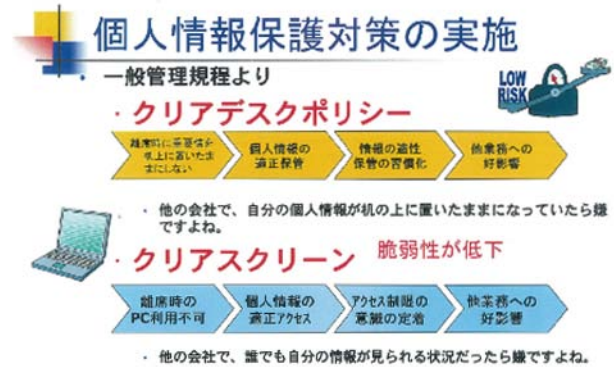 個人情報保護対策の実施
一般管理規程より
LOW
RISK
・クリアデスクポリシー
離席時に重要情を
机上に置いたま
まにしない
個人情報の
適正保管
情報の適性
保管の習慣化
他業務への
好影響
・他の会社で、自分の個人情報が机の上に置いたままになっていたら嫌
ですよね。
・クリアスクリーン
脆弱性が低下
離席時の
PC利用不可
個人情報の
適正アクセス
アクセス制限の
意識の定着
他業務への
好影響
・他の会社で、誰でも自分の情報が見られる状況だったら嫌ですよね。